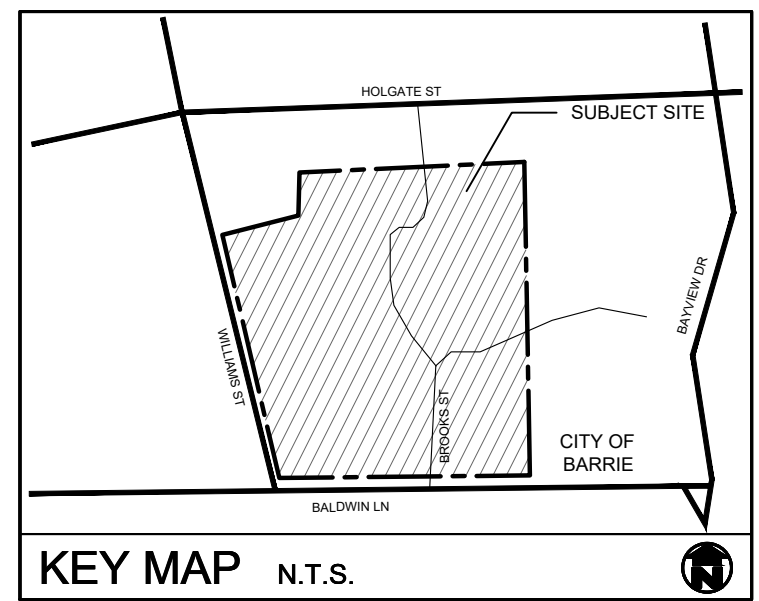 HOLGATE ST
SUBJECT SITE
BAYVIEW DR
WILLIAMS ST
BROOKS ST
CITY OF
BARRIE
BALDWIN LN
KEY MAP N.T.S.
N